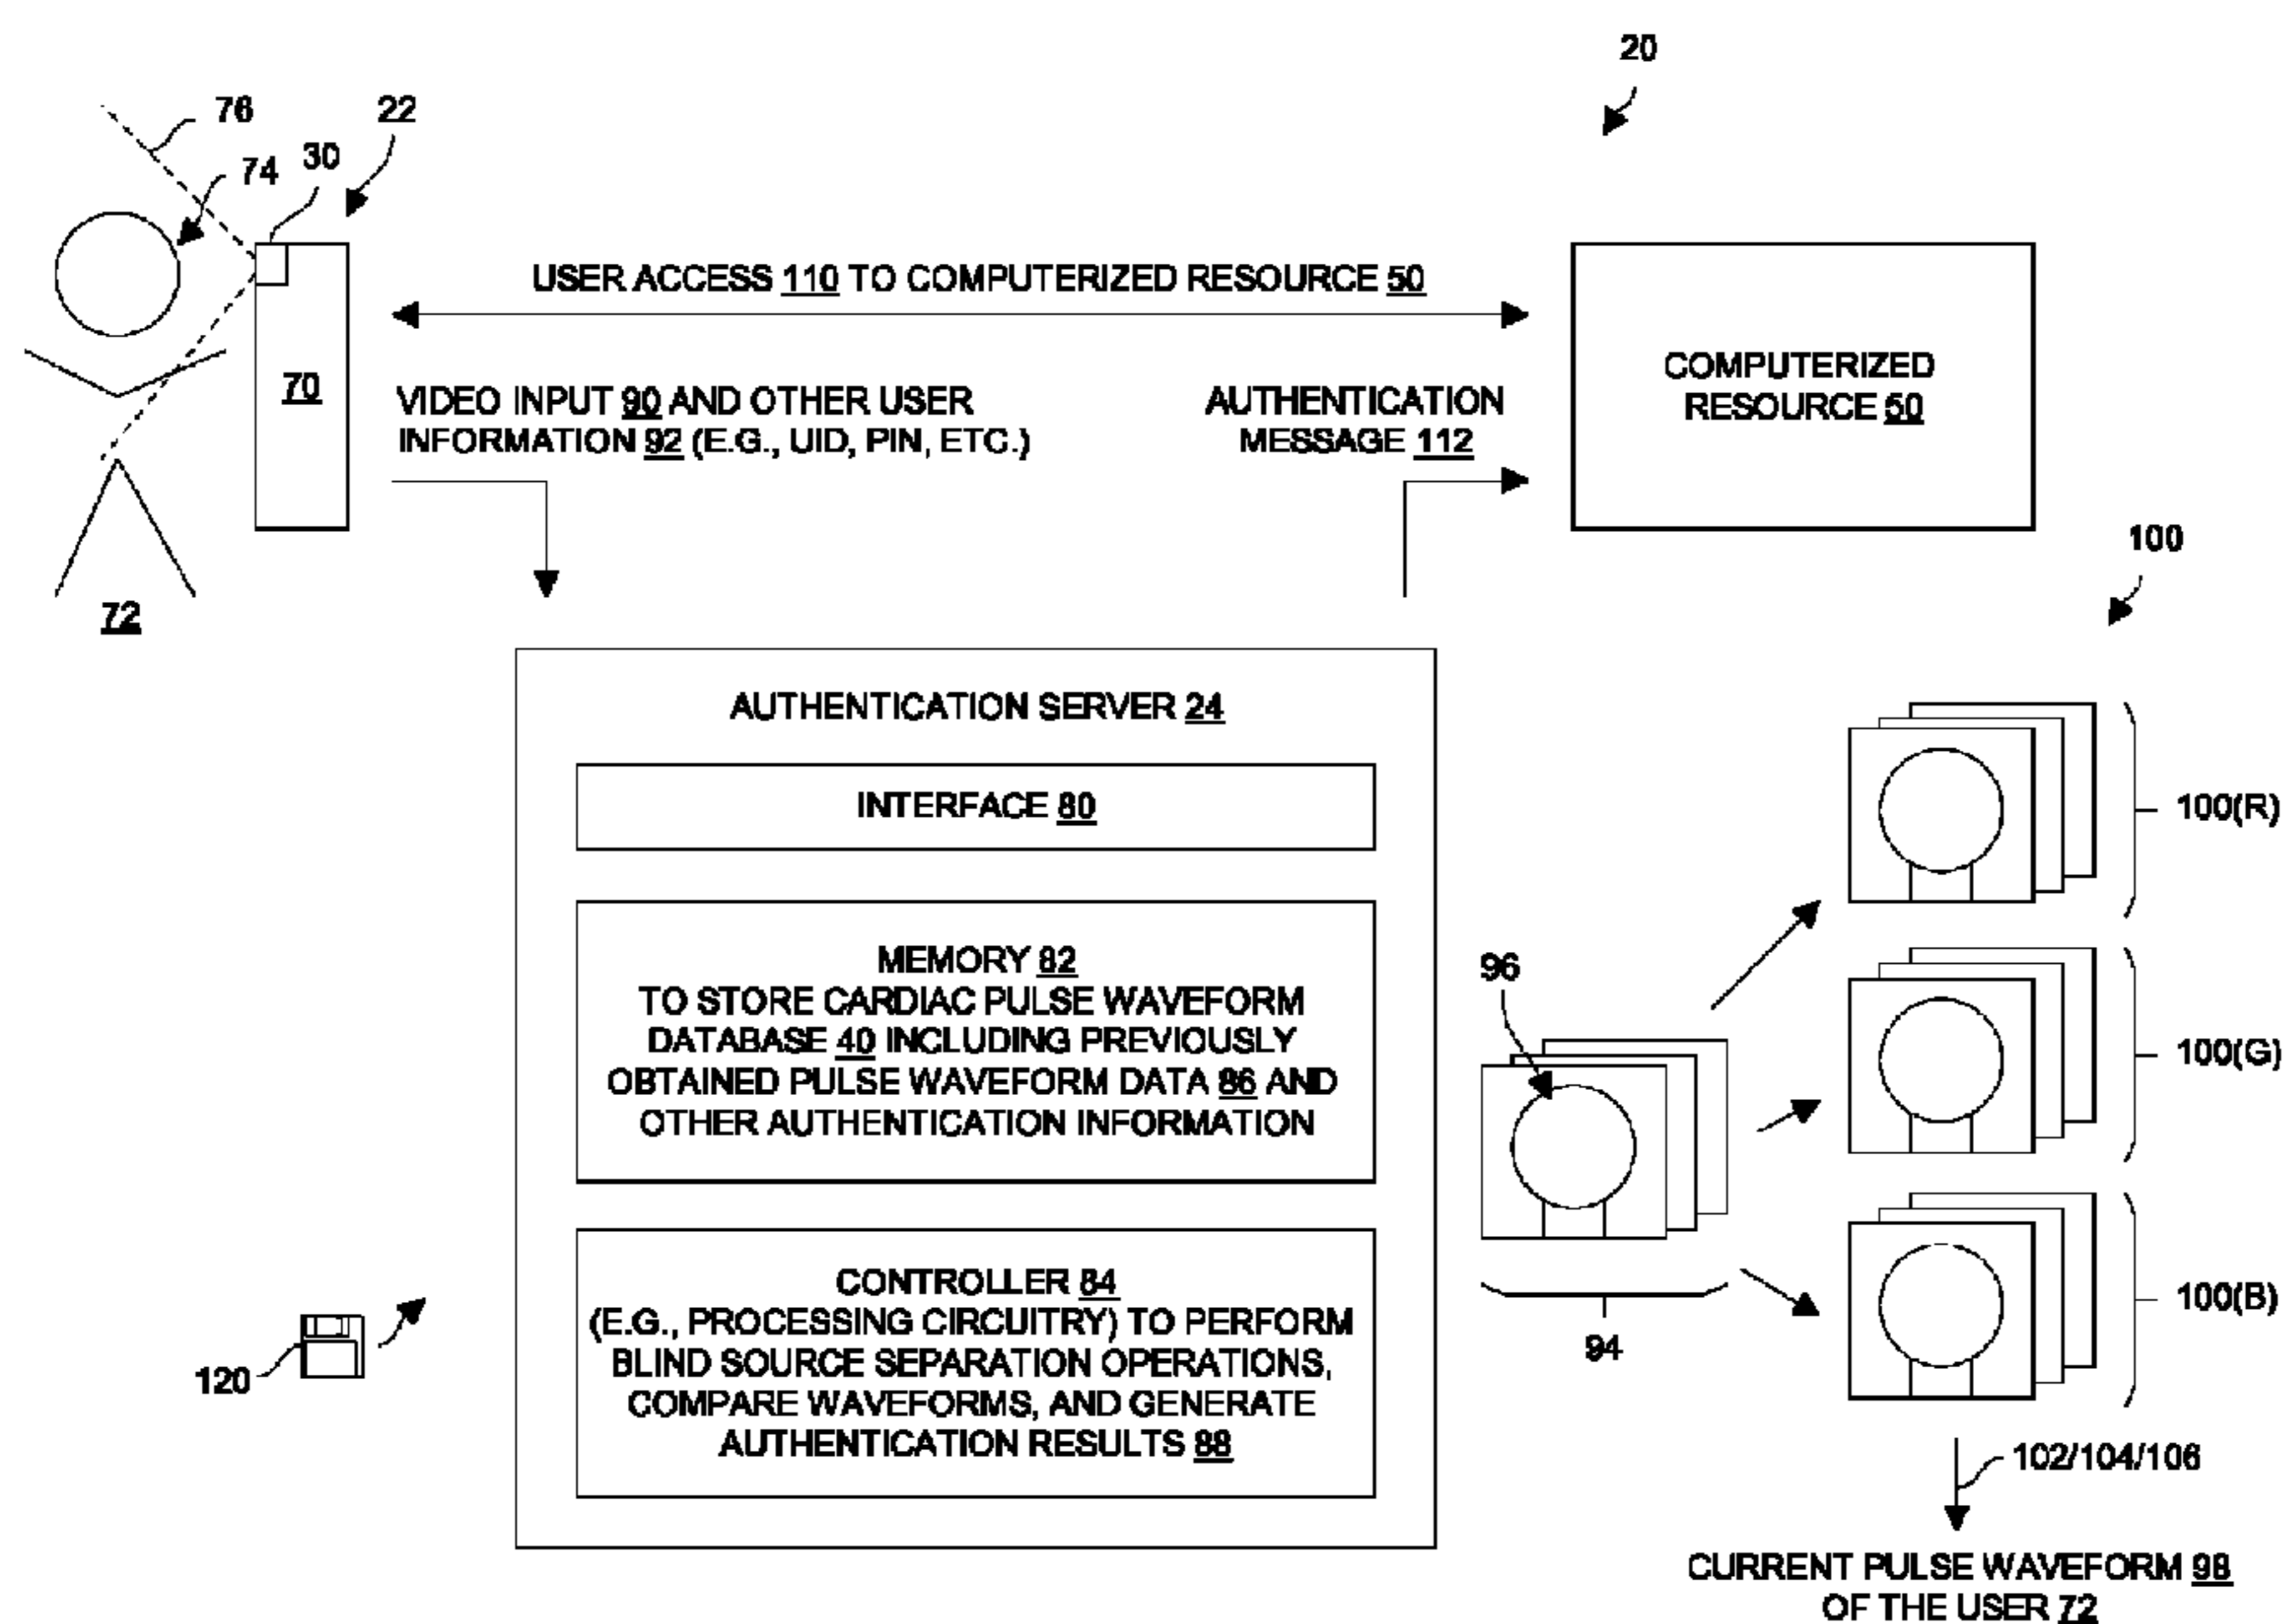 20
76
22
30
74
USER ACCESS 110 TO COMPUTERIZED RESOURCE 50
COMPUTERIZED
RESOURCE 50
70
VIDEO INPUT 90 AND OTHER USER
INFORMATION 92 (E.G., UID, PIN, ETC.)
AUTHENTICATION
MESSAGE 112
72
100
AUTHENTICATION SERVER 24
INTERFACE 80
MEMORY 82
TO STORE CARDIAC PULSE WAVEFORM
DATABASE 40 INCLUDING PREVIOUSLY
OBTAINED PULSE WAVEFORM DATA 86 AND
OTHER AUTHENTICATION INFORMATION
CONTROLLER 84
(E.G., PROCESSING CIRCUITRY) TO PERFORM
BLIND SOURCE SEPARATION OPERATIONS,
COMPARE WAVEFORMS, AND GENERATE
AUTHENTICATION RESULTS 88
120
96
94
100(R)
100(G)
100(B)
102/104/106
CURRENT PULSE WAVEFORM 98
OF THE USER 72